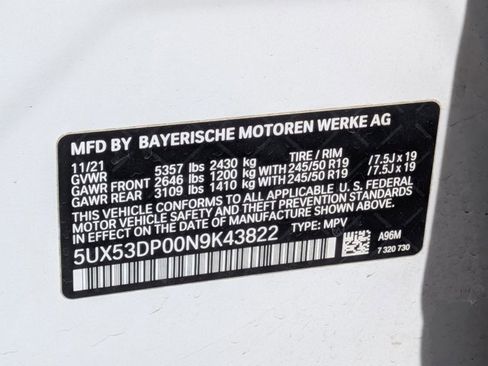 MFD BY BAYERISCHE MOTOREN WERKE AG
11/21 TIRE / RIM
GVWR 5357 lbs 2430 kg
GAWR FRONT 2646 lbs 1200 kg WITH 245/50 R19 /7.5J x 19
GAWR REAR 3109 lbs 1410 kg WITH 245/50 R19 /7.5J x 19
THIS VEHICLE CONFORMS TO ALL APPLICABLE U. S. FEDERAL
MOTOR VEHICLE SAFETY STANDARDS IN EFFECT
ON THE DATE OF MANUFACTURE SHOWN ABOVE.
5UX53DP00N9K43822 TYPE: MPV
A96M
7 320 730